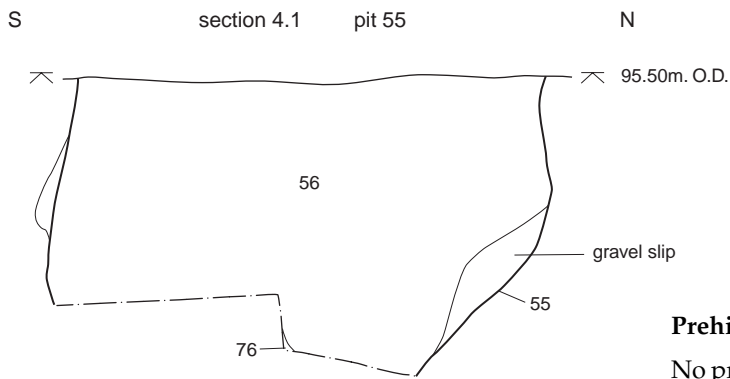 S section 4.1 pit 55 N
95.50m. O.D.
56
gravel slip
55
76
Prehi
No pr